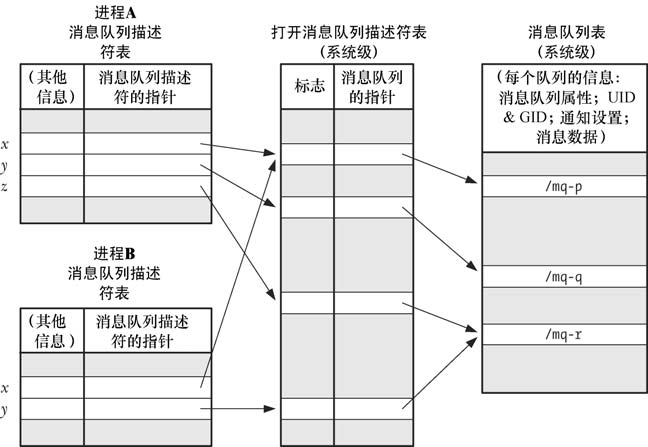 进程A
消息队列描述
符表
(其他
信息)
消息队列描述
符的指针
x
y
z
进程B
消息队列描述
符表
(其他
信息)
消息队列描述
符的指针
x
y
打开消息队列描述符表
(系统级)
标志
消息队列
的指针
消息队列表
(系统级)
(每个队列的信息:
消息队列属性; UID
& GID; 通知设置;
消息数据)
/mq-p
/mq-q
/mq-r